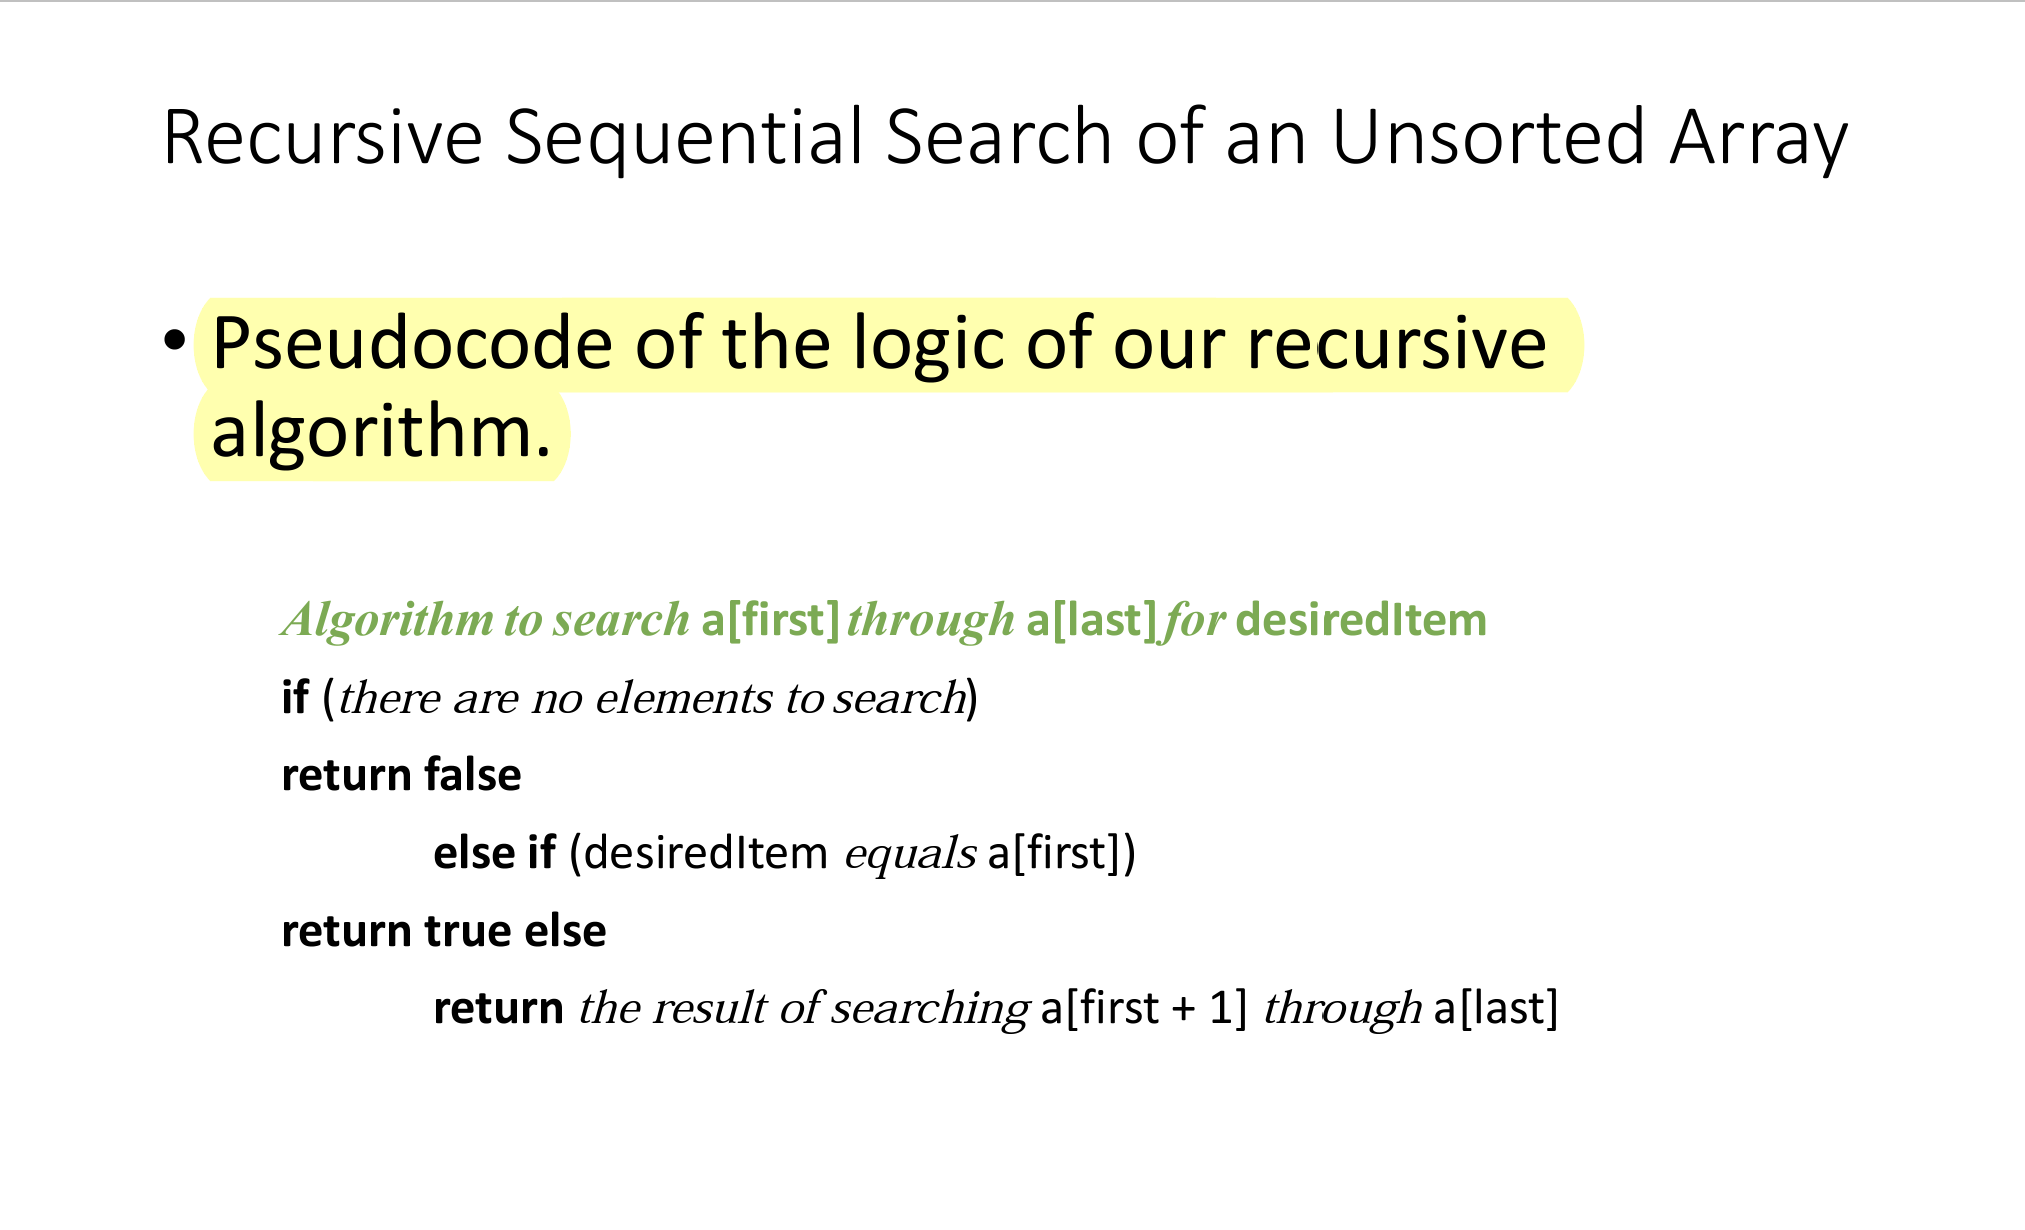 Recursive Sequential Search of an Unsorted Array
• Pseudocode of the logic of our recursive
algorithm.
Algorithm to search a[first] through a[last] for desiredItem
if (there are no elements to search)
return false
else if (desiredItem equals a[first])
return true else
return the result of searching a[first + 1] through a[last]